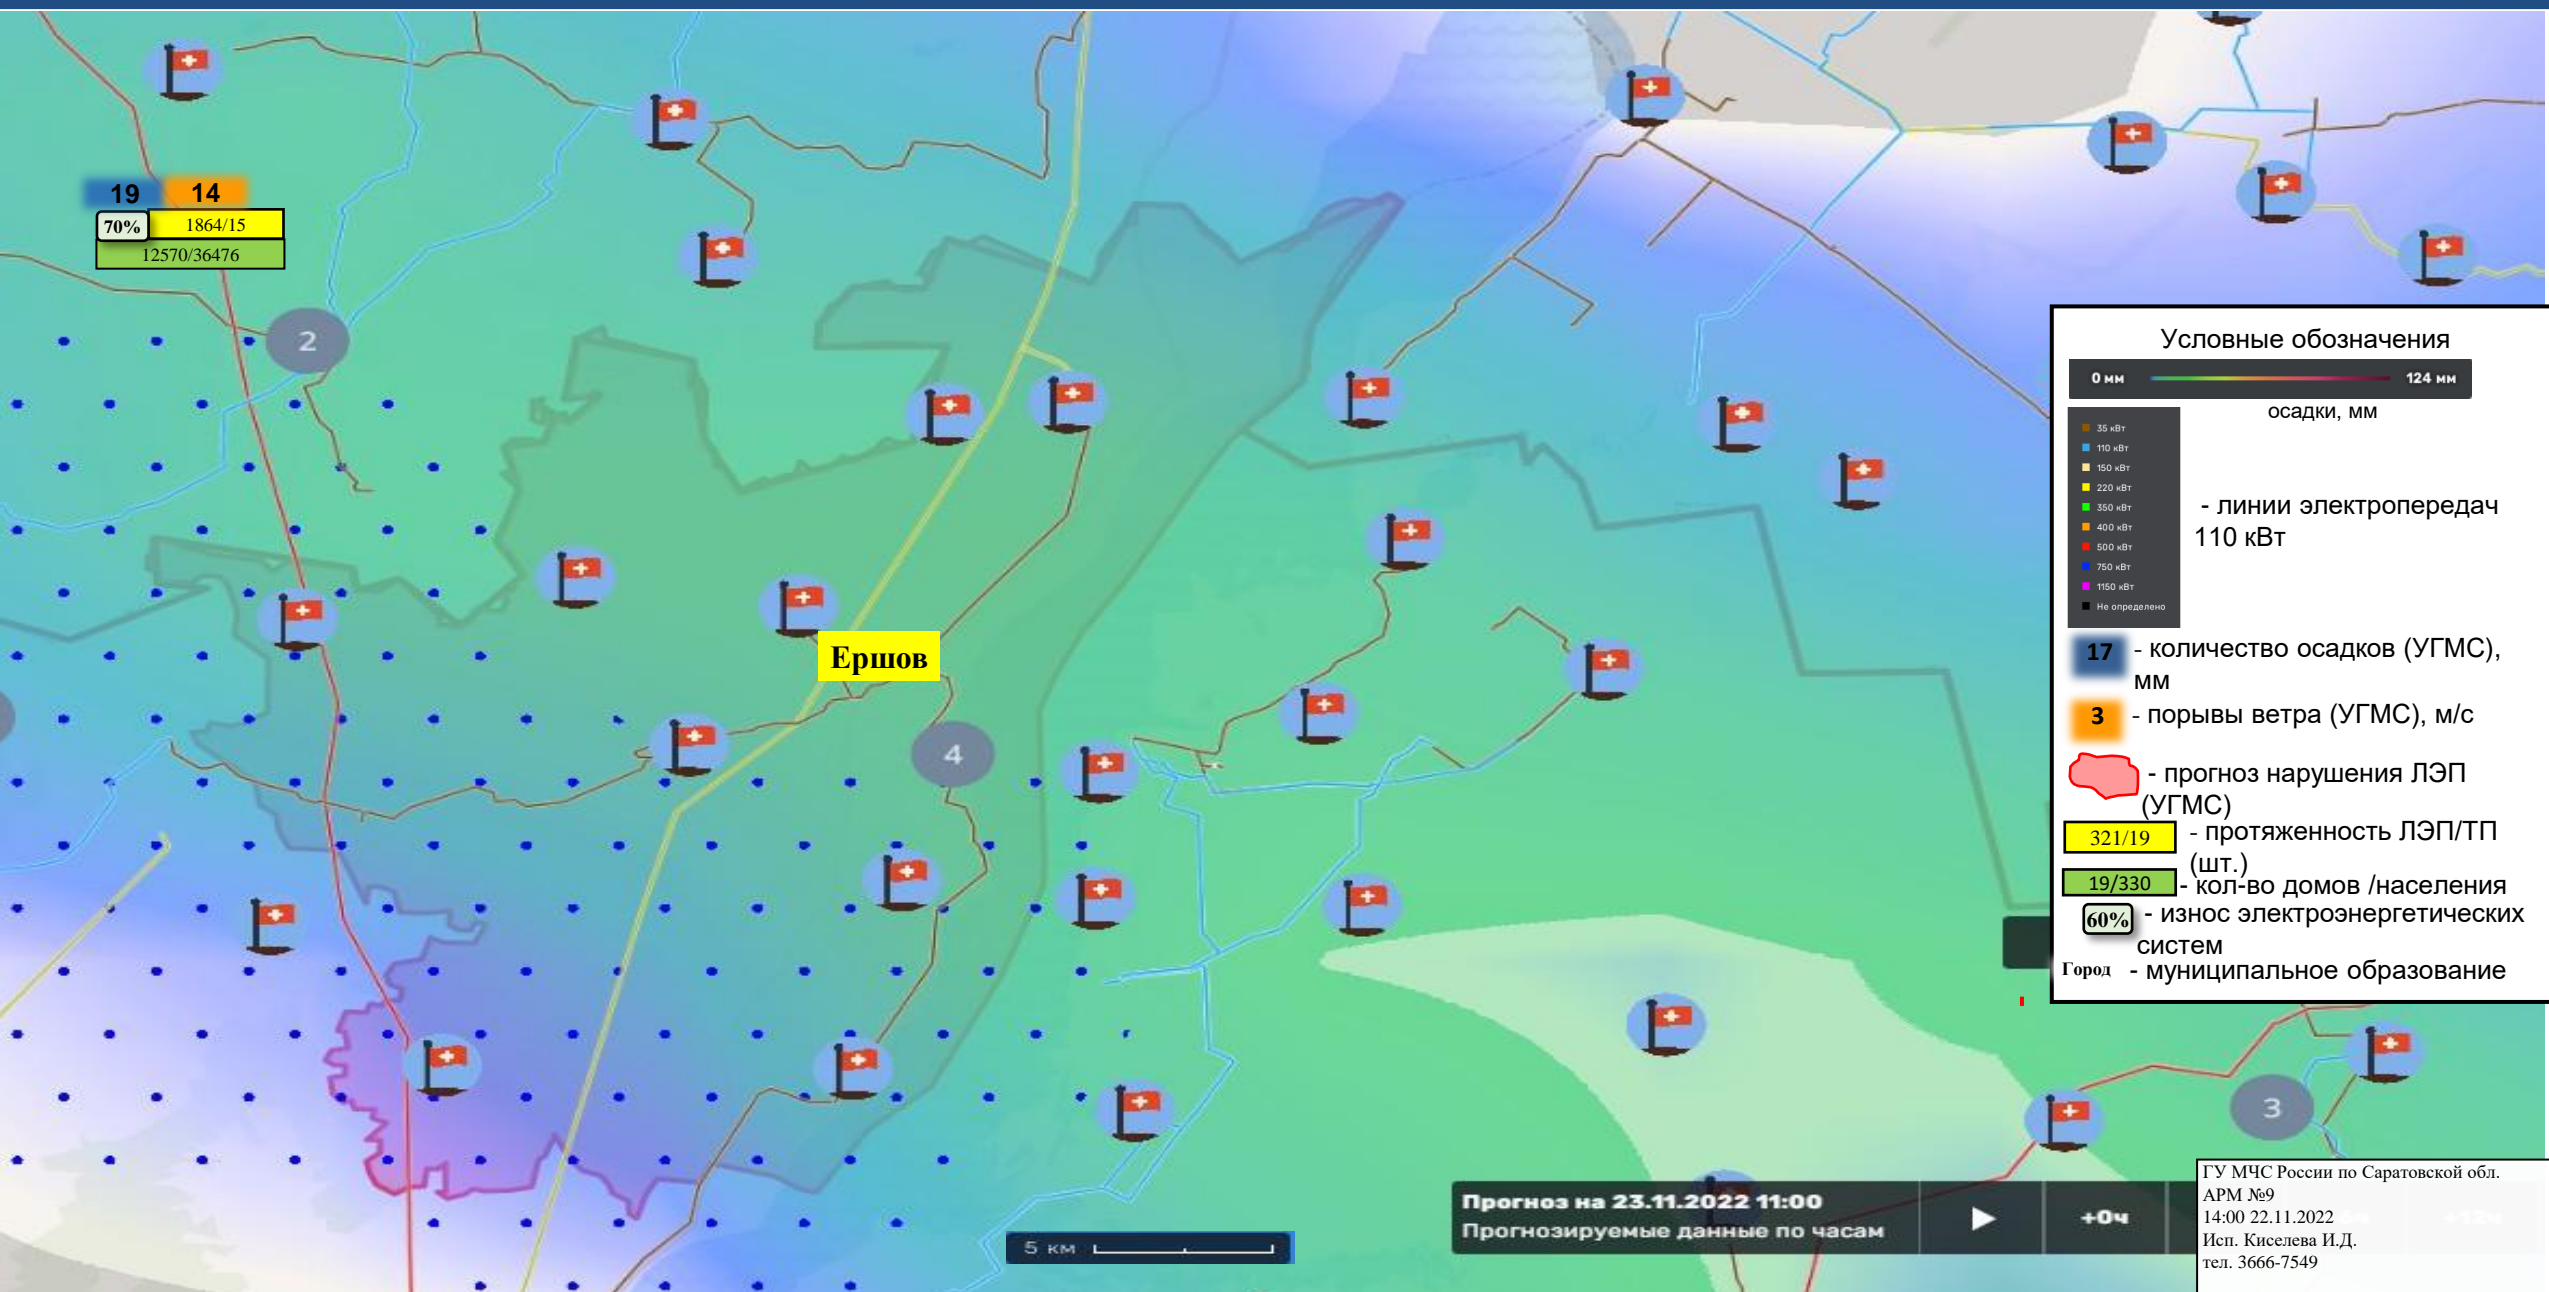 19 14
70% 1864/15
12570/36476
2
Ершов
4
Условные обозначения
0 мм 124 мм
осадки, мм
35 кВт
110 кВт
150 кВт
220 кВт
350 кВт
400 кВт
500 кВт
750 кВт
1150 кВт
Не определено
- линии электропередач
110 кВт
17 - количество осадков (УГМС),
мм
3 - порывы ветра (УГМС), м/с
- прогноз нарушения ЛЭП
(УГМС)
321/19 - протяженность ЛЭП/ТП
(шт.)
19/330 - кол-во домов /населения
60% - износ электроэнергетических
систем
Город - муниципальное образование
3
Прогноз на 23.11.2022 11:00
Прогнозируемые данные по часам
+0ч
5 км
ГУ МЧС России по Саратовской обл.
АРМ №9
14:00 22.11.2022
Исп. Киселева И.Д.
тел. 3666-7549